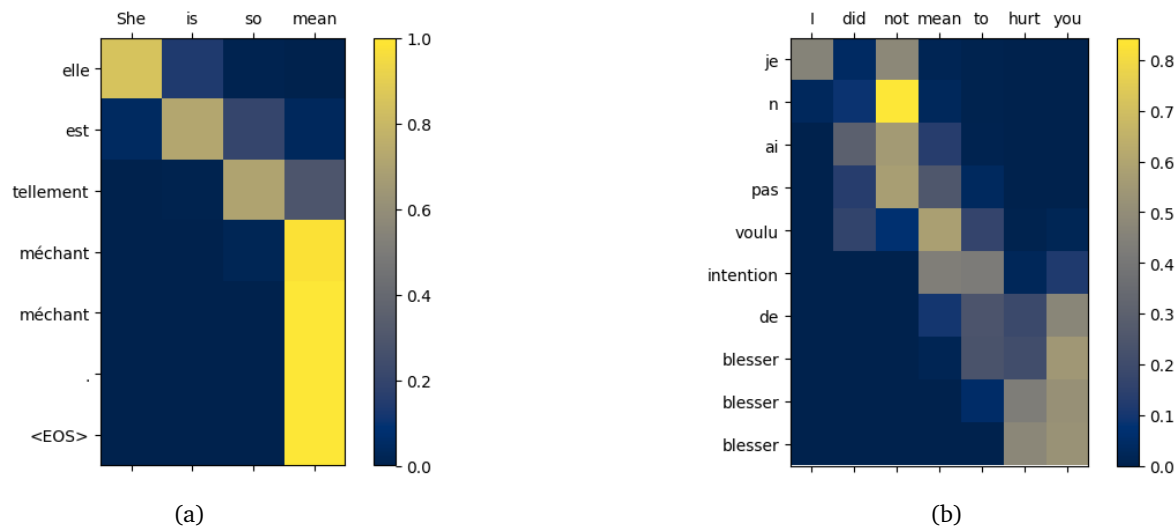 She is so mean
elle
est
tellement
méchant
méchant
.
<EOS>
1.0
0.8
0.6
0.4
0.2
0.0
(a)
I did not mean to hurt you
je
n
ai
pas
voulu
intention
de
blesser
blesser
blesser
0.8
0.7
0.6
0.5
0.4
0.3
0.2
0.1
0.0
(b)